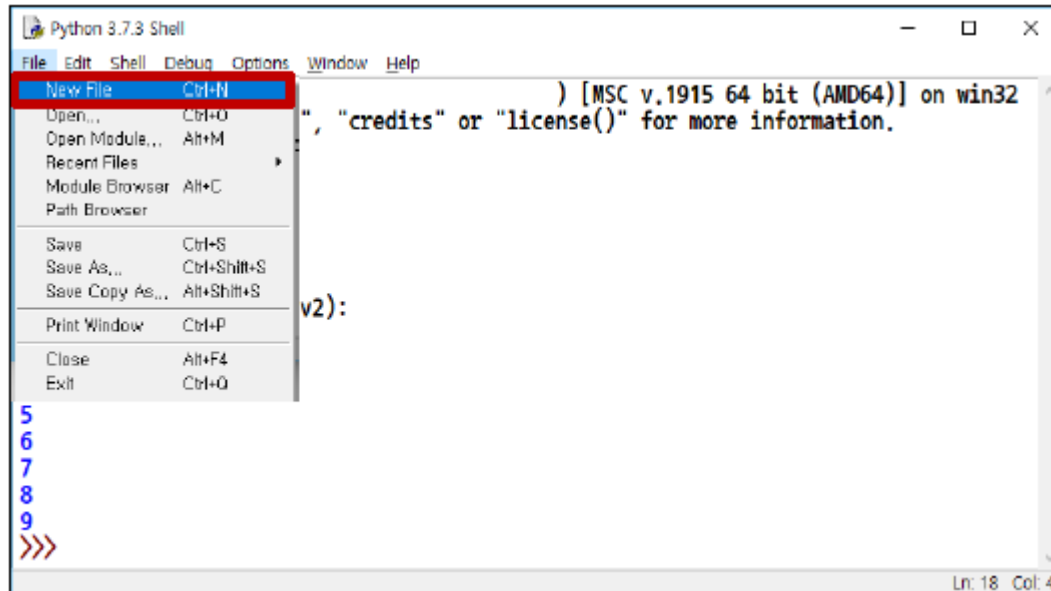 Python 3.7.3 Shell
File Edit Shell Debug Options Window Help
New File Ctrl+N
Open... Ctrl+O
Open Module... Alt+M
Recent Files
Module Browser Alt+C
Path Browser
Save Ctrl+S
Save As... Ctrl+Shift+S
Save Copy As... Alt+Shift+S
Print Window Ctrl+P
Close Alt+F4
Exit Ctrl+Q
) [MSC v.1915 64 bit (AMD64)] on win32
", "credits" or "license()" for more information.
v2):
5
6
7
8
9
>>>
Ln: 18 Col: 4